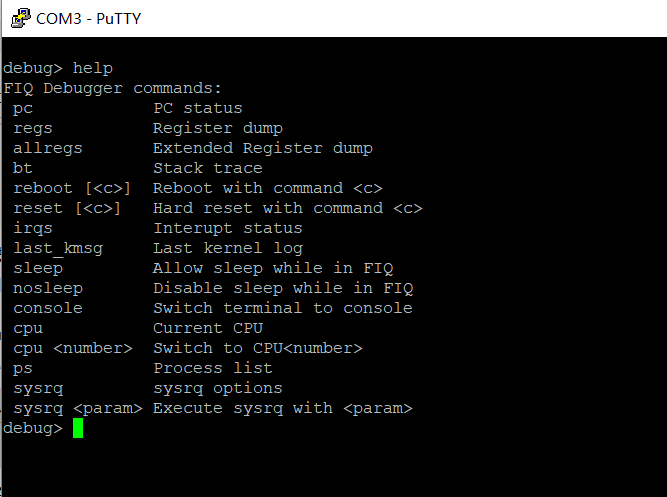 COM3 - PuTTY
debug> help
FIQ Debugger commands:
pc PC status
regs Register dump
allregs Extended Register dump
bt Stack trace
reboot [<c>] Reboot with command <c>
reset [<c>] Hard reset with command <c>
irqs Interupt status
last_kmsg Last kernel log
sleep Allow sleep while in FIQ
nosleep Disable sleep while in FIQ
console Switch terminal to console
cpu Current CPU
cpu <number> Switch to CPU<number>
ps Process list
sysrq sysrq options
sysrq <param> Execute sysrq with <param>
debug>